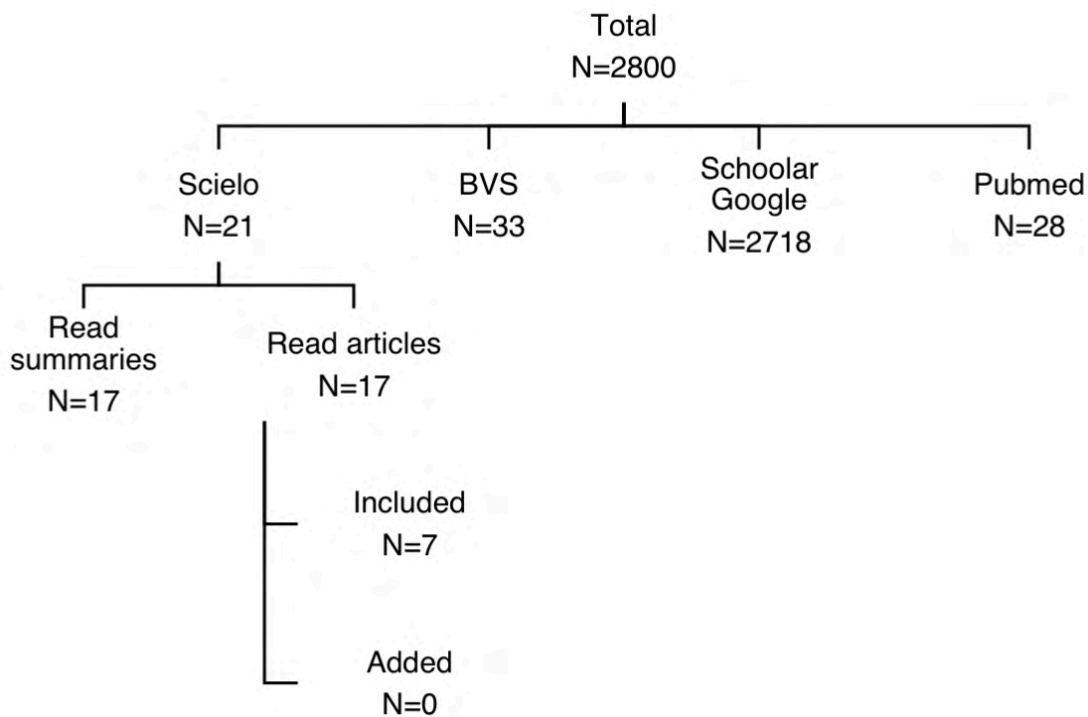 Total
N=2800
Scielo
N=21
BVS
N=33
Schoolar
Google
N=2718
Pubmed
N=28
Read
summaries
N=17
Read articles
N=17
Included
N=7
Added
N=0